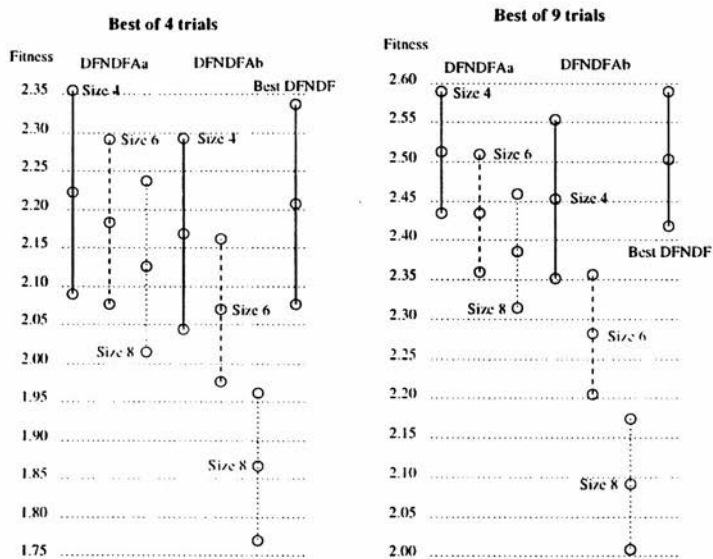 Best of 4 trials
Fitness
DFNDFAa
DFNDFAb
2.35
Size 4
Best DFNDF
2.30
Size 6
Size 4
2.25
2.20
2.15
2.10
2.05
Size 6
2.00
Size 8
1.95
1.90
1.85
Size 8
1.80
1.75
Best of 9 trials
Fitness
DFNDFAa
DFNDFAb
2.60
Size 4
2.55
2.50
Size 6
2.45
Size 4
2.40
Best DFNDF
2.35
2.30
Size 8
2.25
Size 6
2.20
2.15
2.10
Size 8
2.05
2.00